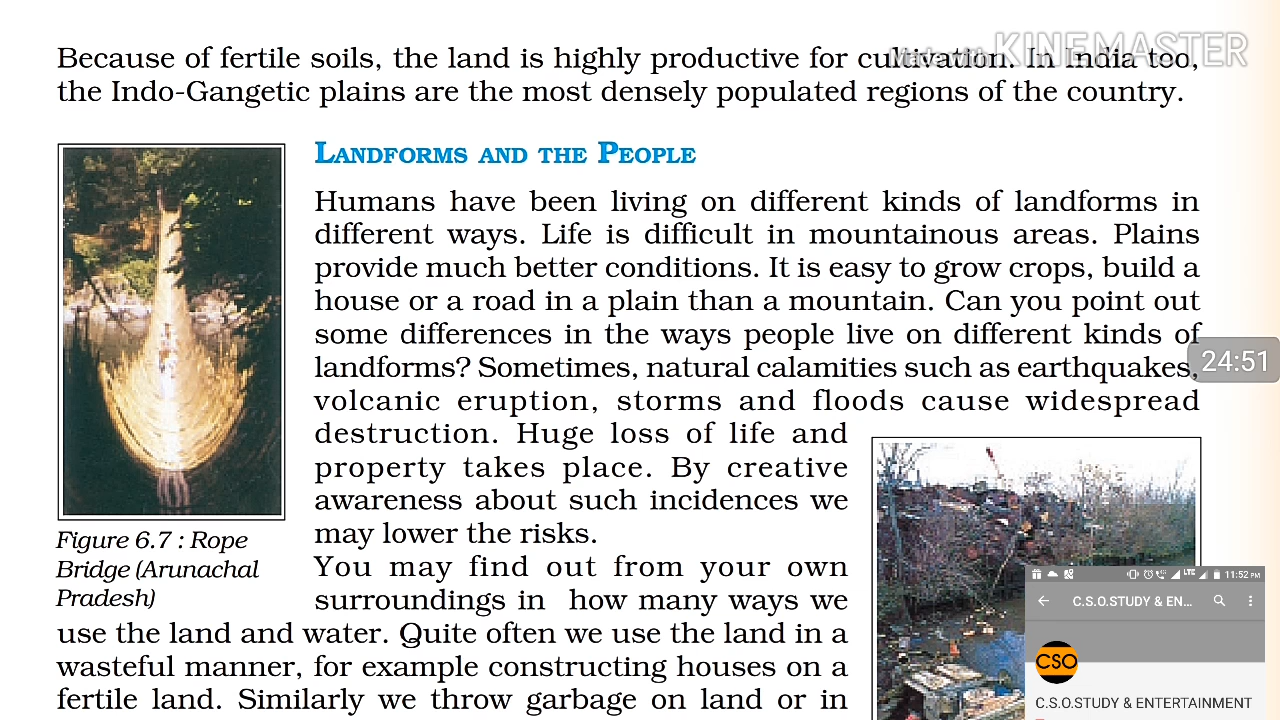 Because of fertile soils, the land is highly productive for cultivation. In India too,
the Indo-Gangetic plains are the most densely populated regions of the country.
KINEMASTER
LANDFORMS AND THE PEOPLE
Humans have been living on different kinds of landforms in
different ways. Life is difficult in mountainous areas. Plains
provide much better conditions. It is easy to grow crops, build a
house or a road in a plain than a mountain. Can you point out
some differences in the ways people live on different kinds of
landforms? Sometimes, natural calamities such as earthquakes,
volcanic eruption, storms and floods cause widespread
destruction. Huge loss of life and
property takes place. By creative
awareness about such incidences we
may lower the risks.
You may find out from your own
surroundings in how many ways we
use the land and water. Quite often we use the land in a
wasteful manner, for example constructing houses on a
fertile land. Similarly we throw garbage on land or in
Figure 6.7 : Rope
Bridge (Arunachal
Pradesh)
24:51
LTE 11:52 PM
C.S.O.STUDY & EN...
CSO
C.S.O.STUDY & ENTERTAINMENT